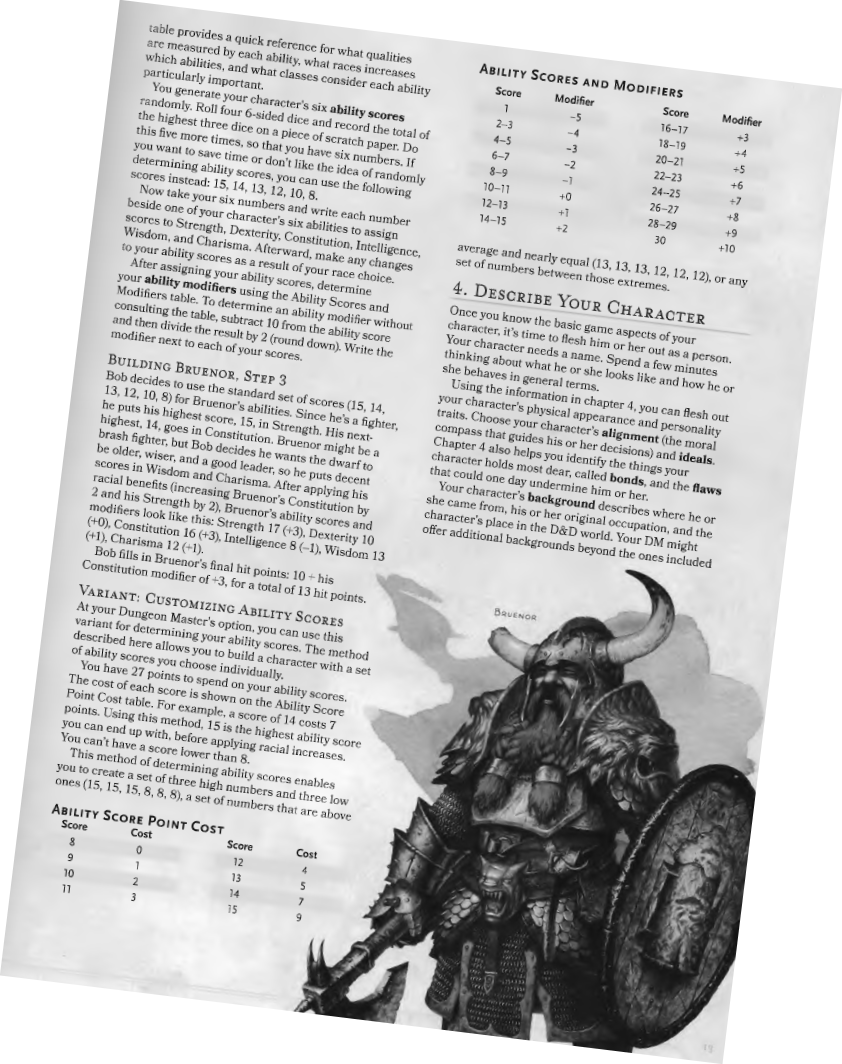 table provides a quick reference for what qualities
are measured by each ability, what races increases
which abilities, and what classes consider each ability
particularly important.
You generate your character's six ability scores
randomly. Roll four 6-sided dice and record the total of
the highest three dice on a piece of scratch paper. Do
this five more times, so that you have six numbers. If
you want to save time or don't like the idea of randomly
determining ability scores, you can use the following
scores instead: 15, 14, 13, 12, 10, 8.
Now take your six numbers and write each number
beside one of your character's six abilities to assign
scores to Strength, Dexterity, Constitution, Intelligence,
Wisdom, and Charisma. Afterward, make any changes
to your ability scores as a result of your race choice.
After assigning your ability scores, determine
your ability modifiers using the Ability Scores and
Modifiers table. To determine an ability modifier without
consulting the table, subtract 10 from the ability score
and then divide the result by 2 (round down). Write the
modifier next to each of your scores.
BUILDING BRUENOR, STEP 3
Bob decides to use the standard set of scores (15, 14,
13, 12, 10, 8) for Bruenor's abilities. Since he's a fighter,
he puts his highest score, 15, in Strength. His next-
highest, 14, goes in Constitution. Bruenor might be a
brash fighter, but Bob decides he wants the dwarf to
be older, wiser, and a good leader, so he puts decent
scores in Wisdom and Charisma. After applying his
racial benefits (increasing Bruenor's Constitution by
2 and his Strength by 2), Bruenor's ability scores and
modifiers look like this: Strength 17 (+3), Dexterity 10
(+0), Constitution 16 (+3), Intelligence 8 (−1), Wisdom 13
(+1), Charisma 12 (+1).
Bob fills in Bruenor's final hit points: 10 + his
Constitution modifier of +3, for a total of 13 hit points.
VARIANT: CUSTOMIZING ABILITY SCORES
At your Dungeon Master's option, you can use this
variant for determining your ability scores. The method
described here allows you to build a character with a set
of ability scores you choose individually.
You have 27 points to spend on your ability scores.
The cost of each score is shown on the Ability Score
Point Cost table. For example, a score of 14 costs 7
points. Using this method, 15 is the highest ability score
you can end up with, before applying racial increases.
You can't have a score lower than 8.
This method of determining ability scores enables
you to create a set of three high numbers and three low
ones (15, 15, 15, 8, 8, 8), a set of numbers that are above
ABILITY SCORE POINT COST
Score Cost Score Cost
8 0 12 4
9 1 13 5
10 2 14 7
11 3 15 9
ABILITY SCORES AND MODIFIERS
Score Modifier Score Modifier
1 −5 16–17 +3
2–3 −4 18–19 +4
4–5 −3 20–21 +5
6–7 −2 22–23 +6
8–9 −1 24–25 +7
10–11 +0 26–27 +8
12–13 +1 28–29 +9
14–15 +2 30 +10
average and nearly equal (13, 13, 13, 12, 12, 12), or any
set of numbers between those extremes.
4. DESCRIBE YOUR CHARACTER
Once you know the basic game aspects of your
character, it's time to flesh him or her out as a person.
Your character needs a name. Spend a few minutes
thinking about what he or she looks like and how he or
she behaves in general terms.
Using the information in chapter 4, you can flesh out
your character's physical appearance and personality
traits. Choose your character's alignment (the moral
compass that guides his or her decisions) and ideals.
Chapter 4 also helps you identify the things your
character holds most dear, called bonds, and the flaws
that could one day undermine him or her.
Your character's background describes where he or
she came from, his or her original occupation, and the
character's place in the D&D world. Your DM might
offer additional backgrounds beyond the ones included
BRUENOR